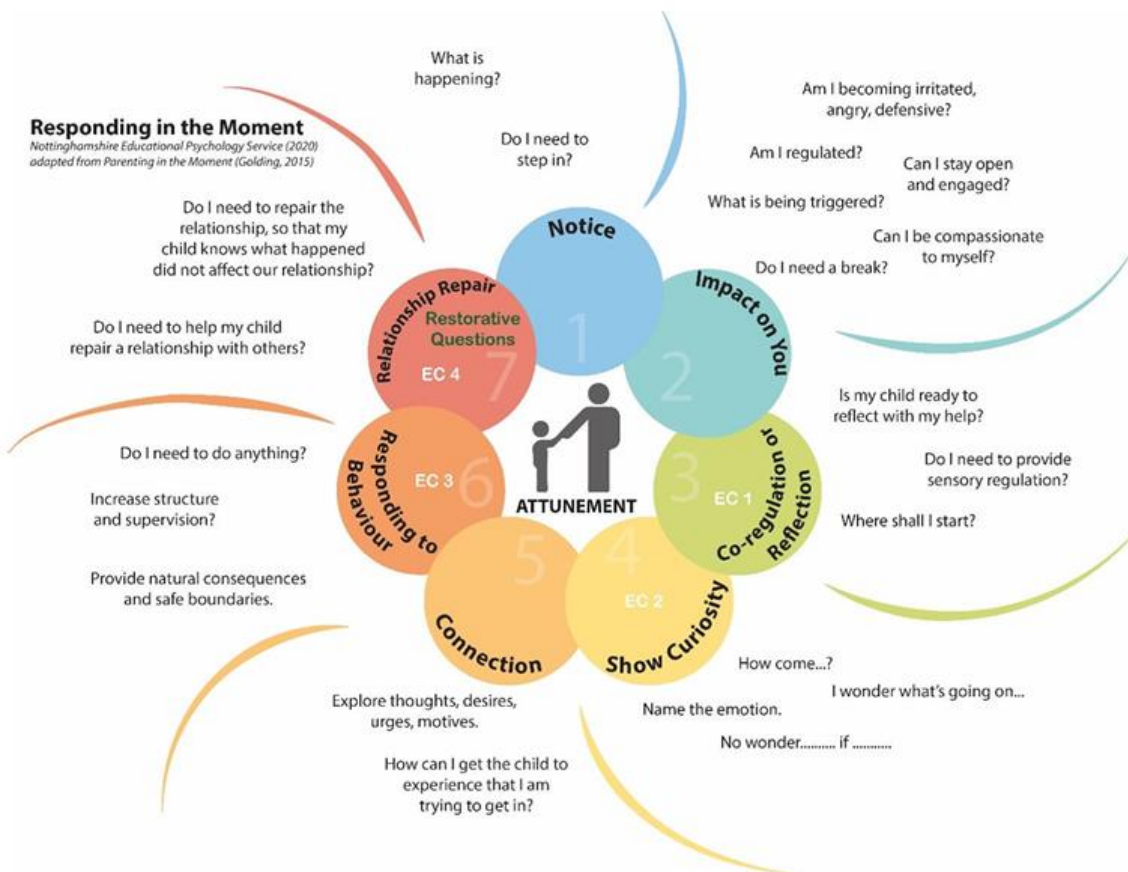 Responding in the Moment
Nottinghamshire Educational Psychology Service (2020)
adapted from Parenting in the Moment (Golding, 2015)
What is
happening?
Do I need to
step in?
Notice
1
Am I becoming irritated,
angry, defensive?
Am I regulated?
Can I stay open
and engaged?
What is being triggered?
Can I be compassionate
to myself?
Do I need a break?
Impact on You
2
Is my child ready to
reflect with my help?
Do I need to provide
sensory regulation?
Where shall I start?
Co-regulation or
Reflection
EC 1
3
How come...?
I wonder what's going on...
Name the emotion.
No wonder.......... if ...........
Show Curiosity
EC 2
4
Explore thoughts, desires,
urges, motives.
How can I get the child to
experience that I am
trying to get in?
Connection
5
Do I need to do anything?
Increase structure
and supervision?
Provide natural consequences
and safe boundaries.
Responding to
Behaviour
EC 3
6
Do I need to repair the
relationship, so that my
child knows what happened
did not affect our relationship?
Do I need to help my child
repair a relationship with others?
Relationship Repair
Restorative
Questions
EC 4
7
ATTUNEMENT